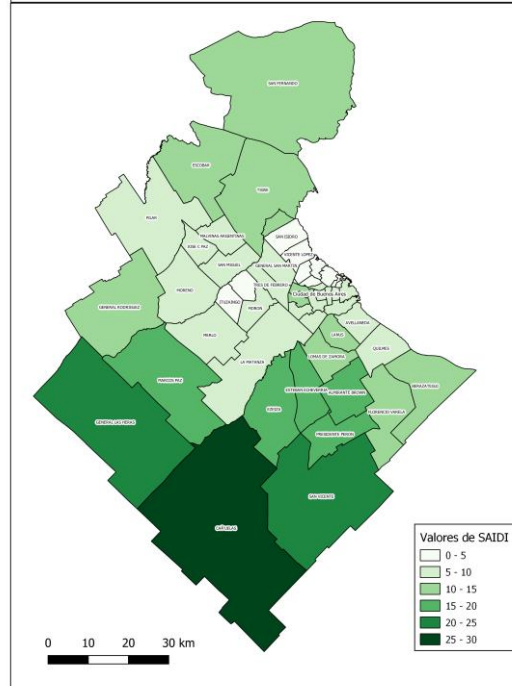 SAN FERNANDO
ESCOBAR
TIGRE
PILAR
SAN ISIDRO
MALVINAS ARGENTINAS
JOSE C. PAZ
VICENTE LOPEZ
SAN MIGUEL
GENERAL SAN MARTIN
MORENO
TRES DE FEBRERO
ITUZAINGO
Ciudad de Buenos Aires
GENERAL RODRIGUEZ
MORON
AVELLANEDA
LANUS
MERLO
QUILMES
LA MATANZA
LOMAS DE ZAMORA
MARCOS PAZ
BERAZATEGUI
ESTEBAN ECHEVERRIA
ALMIRANTE BROWN
EZEIZA
FLORENCIO VARELA
GENERAL LAS HERAS
PRESIDENTE PERON
SAN VICENTE
CAÑUELAS
Valores de SAIDI
0 - 5
5 - 10
10 - 15
15 - 20
20 - 25
25 - 30
0 10 20 30 km